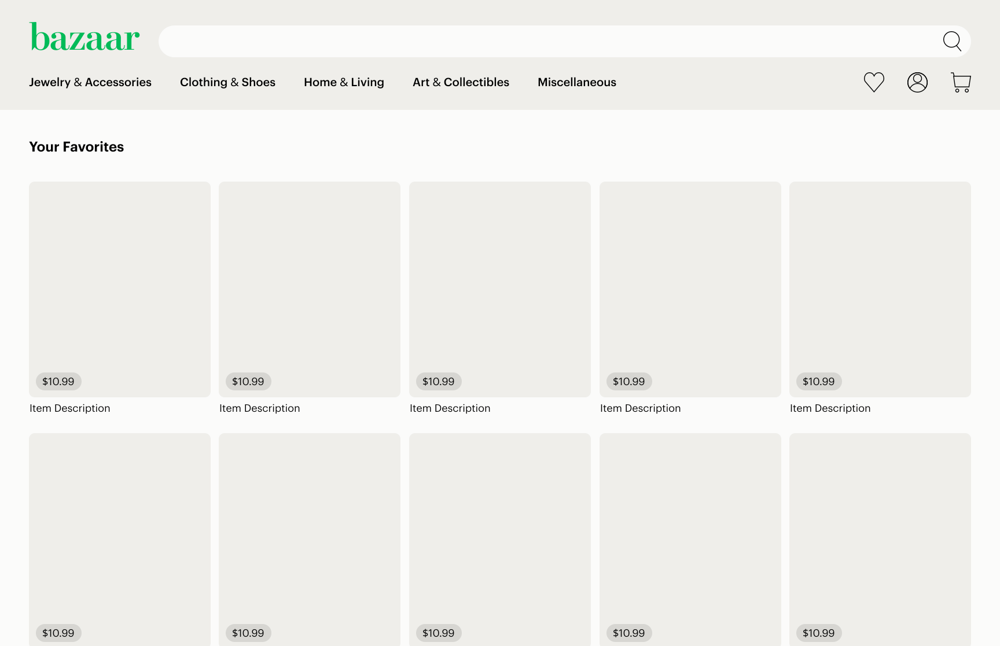 bazaar
Jewelry & Accessories Clothing & Shoes Home & Living Art & Collectibles Miscellaneous
Your Favorites
$10.99 $10.99 $10.99 $10.99 $10.99
Item Description Item Description Item Description Item Description Item Description
$10.99 $10.99 $10.99 $10.99 $10.99